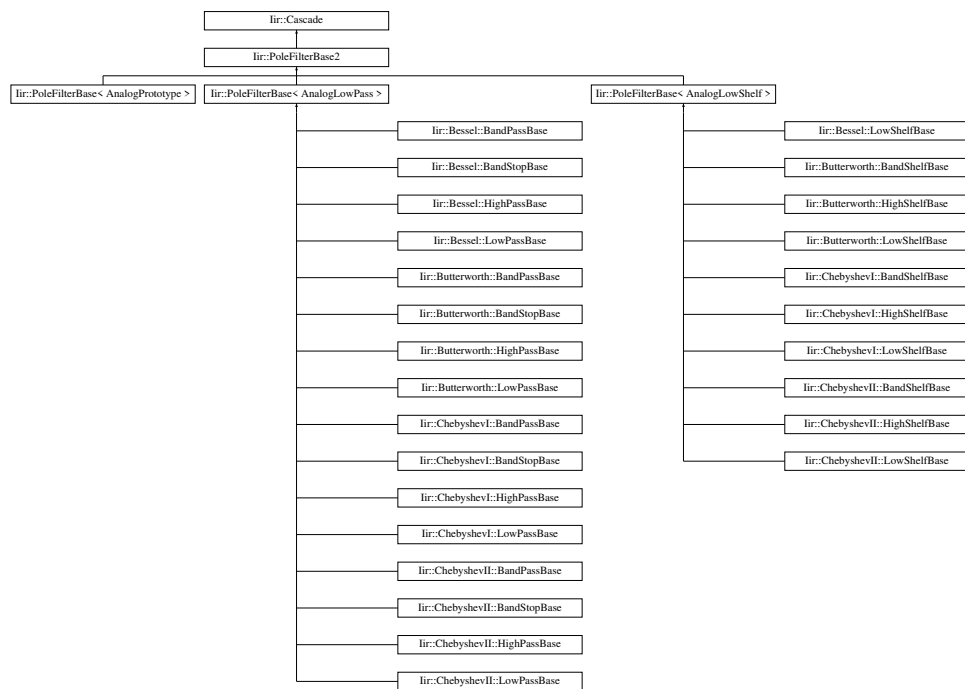 Iir::Cascade
Iir::PoleFilterBase2
Iir::PoleFilterBase< AnalogPrototype >
Iir::PoleFilterBase< AnalogLowPass >
Iir::PoleFilterBase< AnalogLowShelf >
Iir::Bessel::BandPassBase
Iir::Bessel::BandStopBase
Iir::Bessel::HighPassBase
Iir::Bessel::LowPassBase
Iir::Butterworth::BandPassBase
Iir::Butterworth::BandStopBase
Iir::Butterworth::HighPassBase
Iir::Butterworth::LowPassBase
Iir::ChebyshevI::BandPassBase
Iir::ChebyshevI::BandStopBase
Iir::ChebyshevI::HighPassBase
Iir::ChebyshevI::LowPassBase
Iir::ChebyshevII::BandPassBase
Iir::ChebyshevII::BandStopBase
Iir::ChebyshevII::HighPassBase
Iir::ChebyshevII::LowPassBase
Iir::Bessel::LowShelfBase
Iir::Butterworth::BandShelfBase
Iir::Butterworth::HighShelfBase
Iir::Butterworth::LowShelfBase
Iir::ChebyshevI::BandShelfBase
Iir::ChebyshevI::HighShelfBase
Iir::ChebyshevI::LowShelfBase
Iir::ChebyshevII::BandShelfBase
Iir::ChebyshevII::HighShelfBase
Iir::ChebyshevII::LowShelfBase